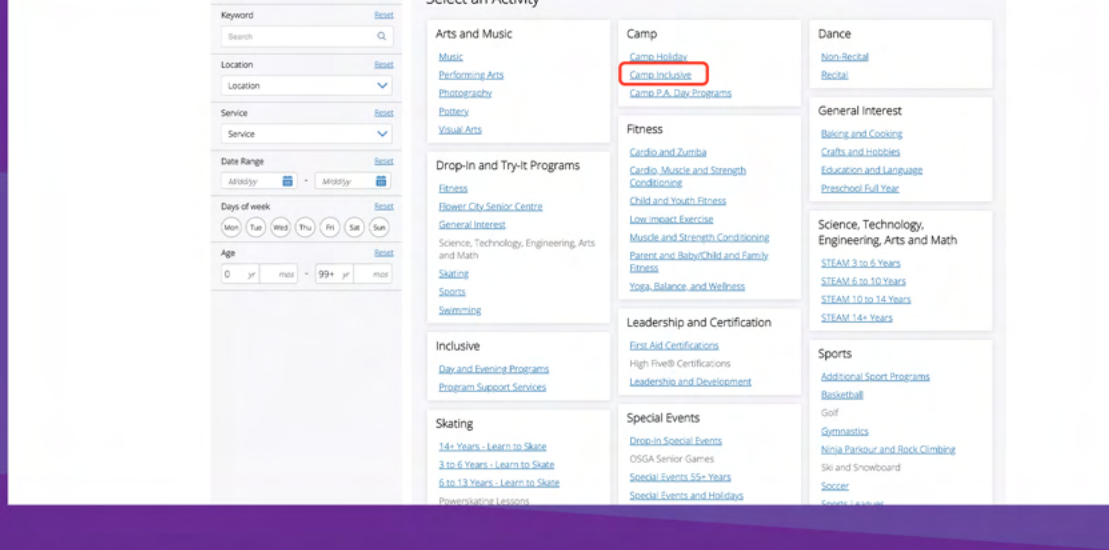 Select an Activity
Keyword Reset
Search
Location Reset
Location
Service Reset
Service
Date Range Reset
M/dd/yy - M/dd/yy
Days of week Reset
Mon Tue Wed Thu Fri Sat Sun
Age Reset
0 yr mos - 99+ yr mos
Arts and Music
Music
Performing Arts
Photography
Pottery
Visual Arts
Drop-In and Try-It Programs
Fitness
Flower City Senior Centre
General Interest
Science, Technology, Engineering, Arts
and Math
Skating
Sports
Swimming
Inclusive
Day and Evening Programs
Program Support Services
Skating
14+ Years - Learn to Skate
3 to 6 Years - Learn to Skate
6 to 13 Years - Learn to Skate
Powerskating Lessons
Camp
Camp Holiday
Camp Inclusive
Camp P.A. Day Programs
Fitness
Cardio and Zumba
Cardio, Muscle and Strength
Conditioning
Child and Youth Fitness
Low Impact Exercise
Muscle and Strength Conditioning
Parent and Baby/Child and Family
Fitness
Yoga, Balance, and Wellness
Leadership and Certification
First Aid Certifications
High Five® Certifications
Leadership and Development
Special Events
Drop-In Special Events
OSGA Senior Games
Special Events 55+ Years
Special Events and Holidays
Dance
Non-Recital
Recital
General Interest
Baking and Cooking
Crafts and Hobbies
Education and Language
Preschool Full Year
Science, Technology,
Engineering, Arts and Math
STEAM 3 to 6 Years
STEAM 6 to 10 Years
STEAM 10 to 14 Years
STEAM 14+ Years
Sports
Additional Sport Programs
Basketball
Golf
Gymnastics
Ninja Parkour and Rock Climbing
Ski and Snowboard
Soccer
Sports Leagues